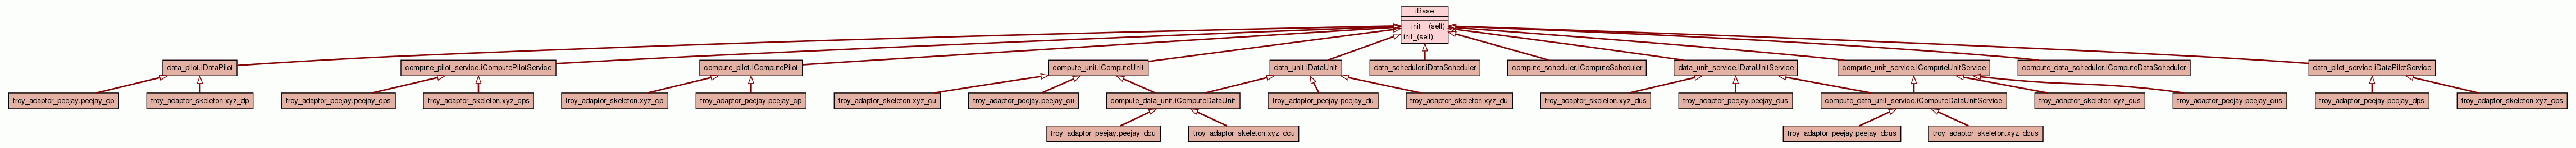 iBase
__init__(self)
init_(self)
data_pilot.iDataPilot
compute_pilot_service.iComputePilotService
compute_pilot.iComputePilot
compute_unit.iComputeUnit
data_unit.iDataUnit
data_scheduler.iDataScheduler
compute_scheduler.iComputeScheduler
data_unit_service.iDataUnitService
compute_unit_service.iComputeUnitService
compute_data_scheduler.iComputeDataScheduler
data_pilot_service.iDataPilotService
troy_adaptor_peejay.peejay_dp
troy_adaptor_skeleton.xyz_dp
troy_adaptor_peejay.peejay_cps
troy_adaptor_skeleton.xyz_cps
troy_adaptor_skeleton.xyz_cp
troy_adaptor_peejay.peejay_cp
troy_adaptor_skeleton.xyz_cu
troy_adaptor_peejay.peejay_cu
compute_data_unit.iComputeDataUnit
troy_adaptor_peejay.peejay_du
troy_adaptor_skeleton.xyz_du
troy_adaptor_skeleton.xyz_dus
troy_adaptor_peejay.peejay_dus
compute_data_unit_service.iComputeDataUnitService
troy_adaptor_skeleton.xyz_cus
troy_adaptor_peejay.peejay_cus
troy_adaptor_peejay.peejay_dps
troy_adaptor_skeleton.xyz_dps
troy_adaptor_peejay.peejay_dcu
troy_adaptor_skeleton.xyz_dcu
troy_adaptor_peejay.peejay_dcus
troy_adaptor_skeleton.xyz_dcus